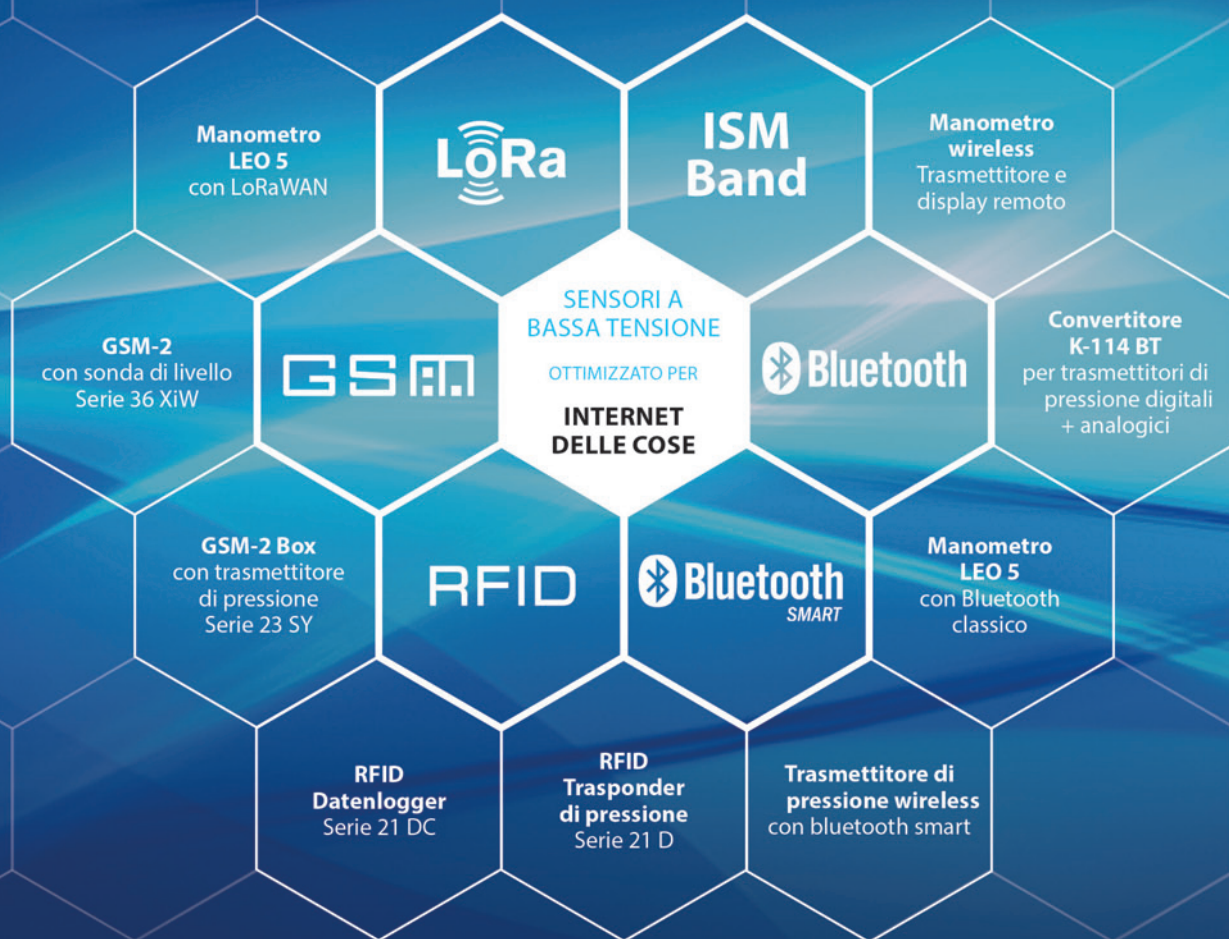 Manometro
LEO 5
con LoRaWAN
LoRa
ISM
Band
Manometro
wireless
Trasmettitore e
display remoto
GSM-2
con sonda di livello
Serie 36 XiW
GSM
SENSORI A
BASSA TENSIONE
OTTIMIZZATO PER
INTERNET
DELLE COSE
Bluetooth
Convertitore
K-114 BT
per trasmettitori di
pressione digitali
+ analogici
GSM-2 Box
con trasmettitore
di pressione
Serie 23 SY
RFID
Bluetooth
SMART
Manometro
LEO 5
con Bluetooth
classico
RFID
Datenlogger
Serie 21 DC
RFID
Trasponder
di pressione
Serie 21 D
Trasmettitore di
pressione wireless
con bluetooth smart